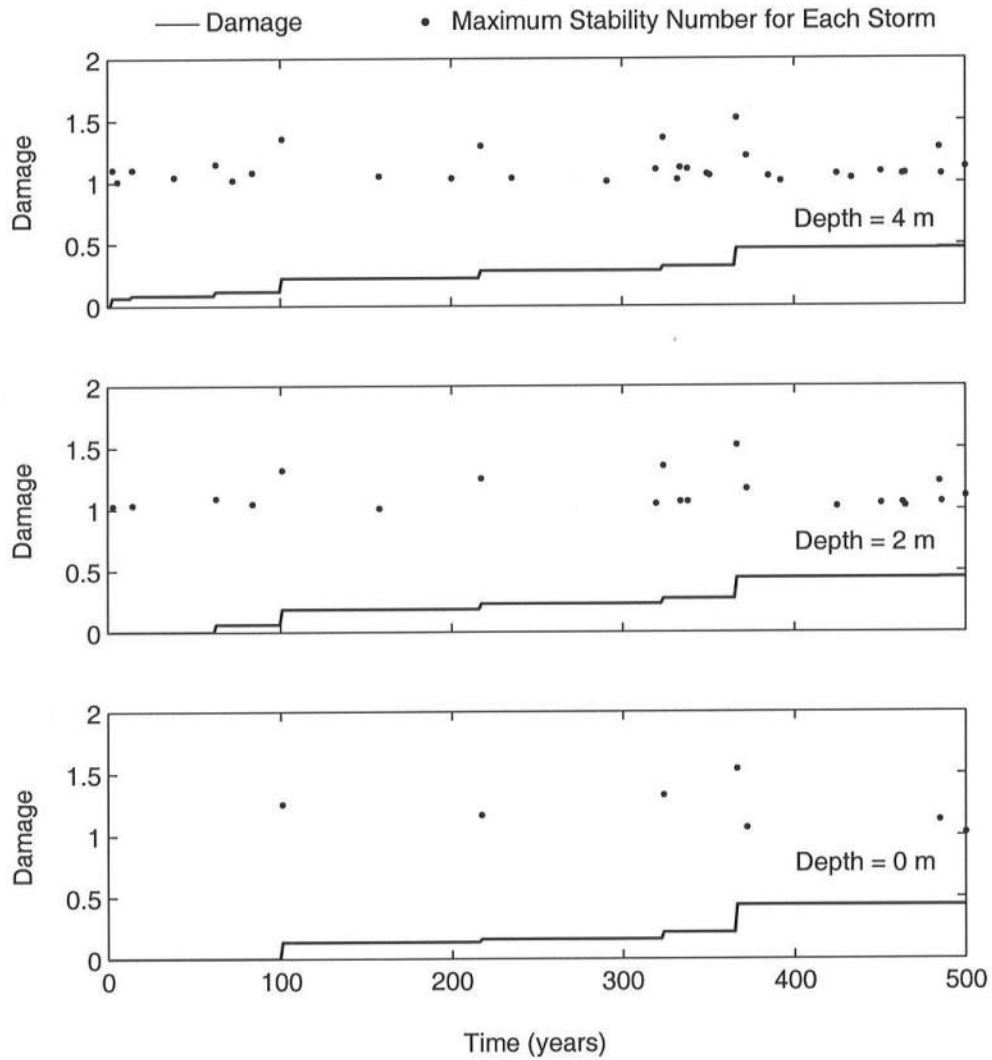 Damage Maximum Stability Number for Each Storm
2
1.5
1
0.5
0
Damage
Depth = 4 m
2
1.5
1
0.5
0
Damage
Depth = 2 m
2
1.5
1
0.5
0
Damage
Depth = 0 m
0 100 200 300 400 500
Time (years)